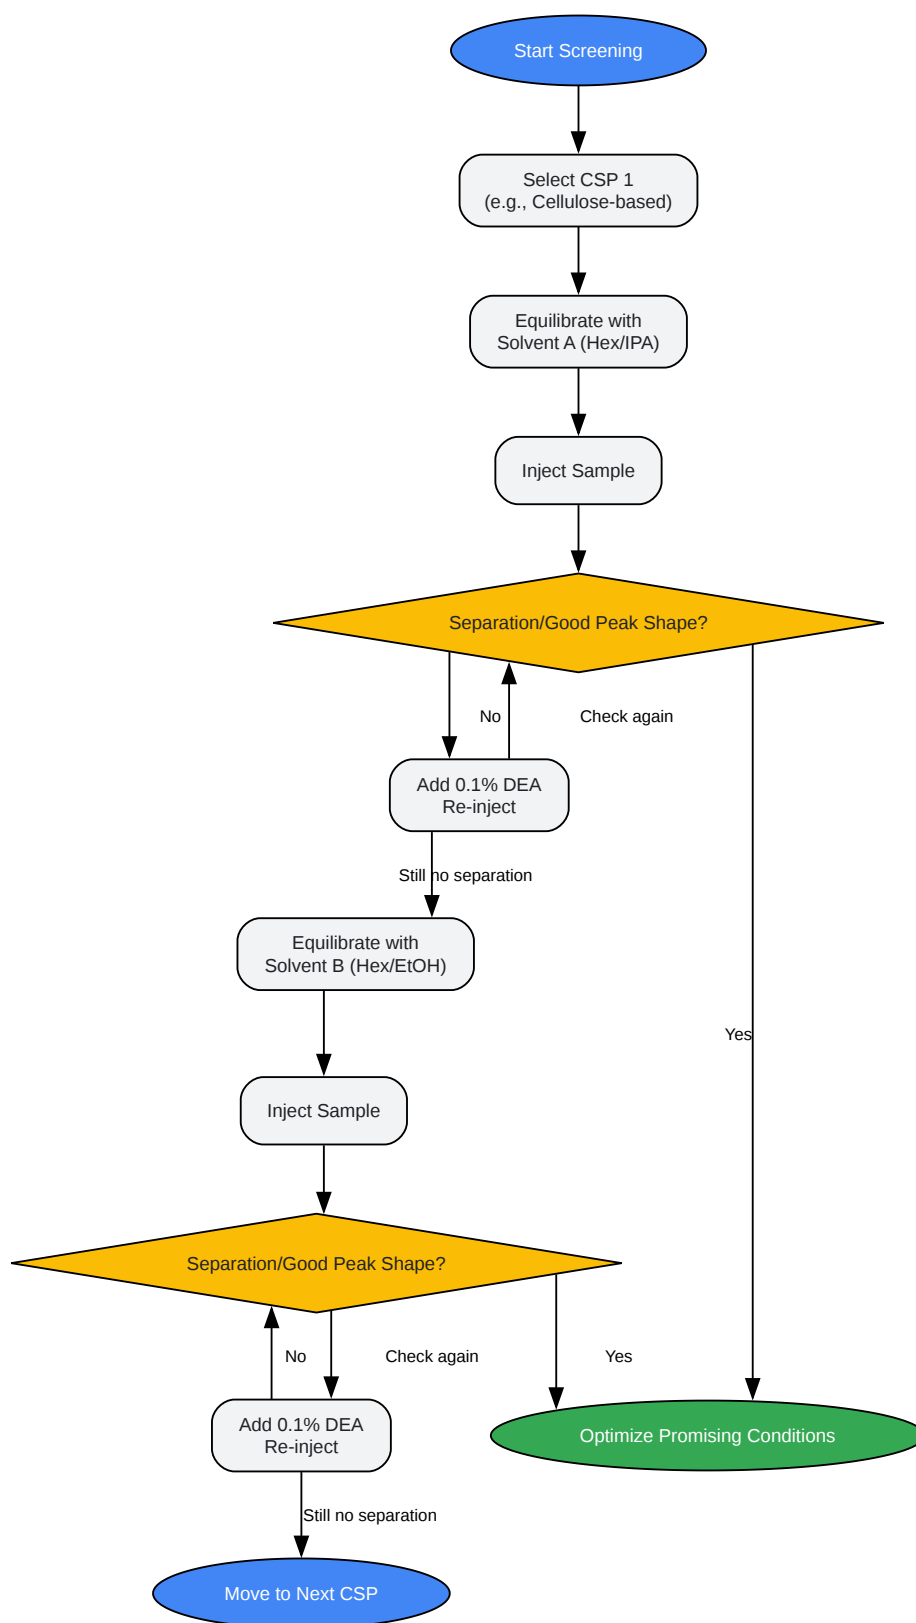 Start Screening
Select CSP 1
(e.g., Cellulose-based)
Equilibrate with
Solvent A (Hex/IPA)
Inject Sample
Separation/Good Peak Shape?
No
Check again
Add 0.1% DEA
Re-inject
Still no separation
Equilibrate with
Solvent B (Hex/EtOH)
Yes
Inject Sample
Separation/Good Peak Shape?
No
Check again
Yes
Add 0.1% DEA
Re-inject
Optimize Promising Conditions
Still no separation
Move to Next CSP